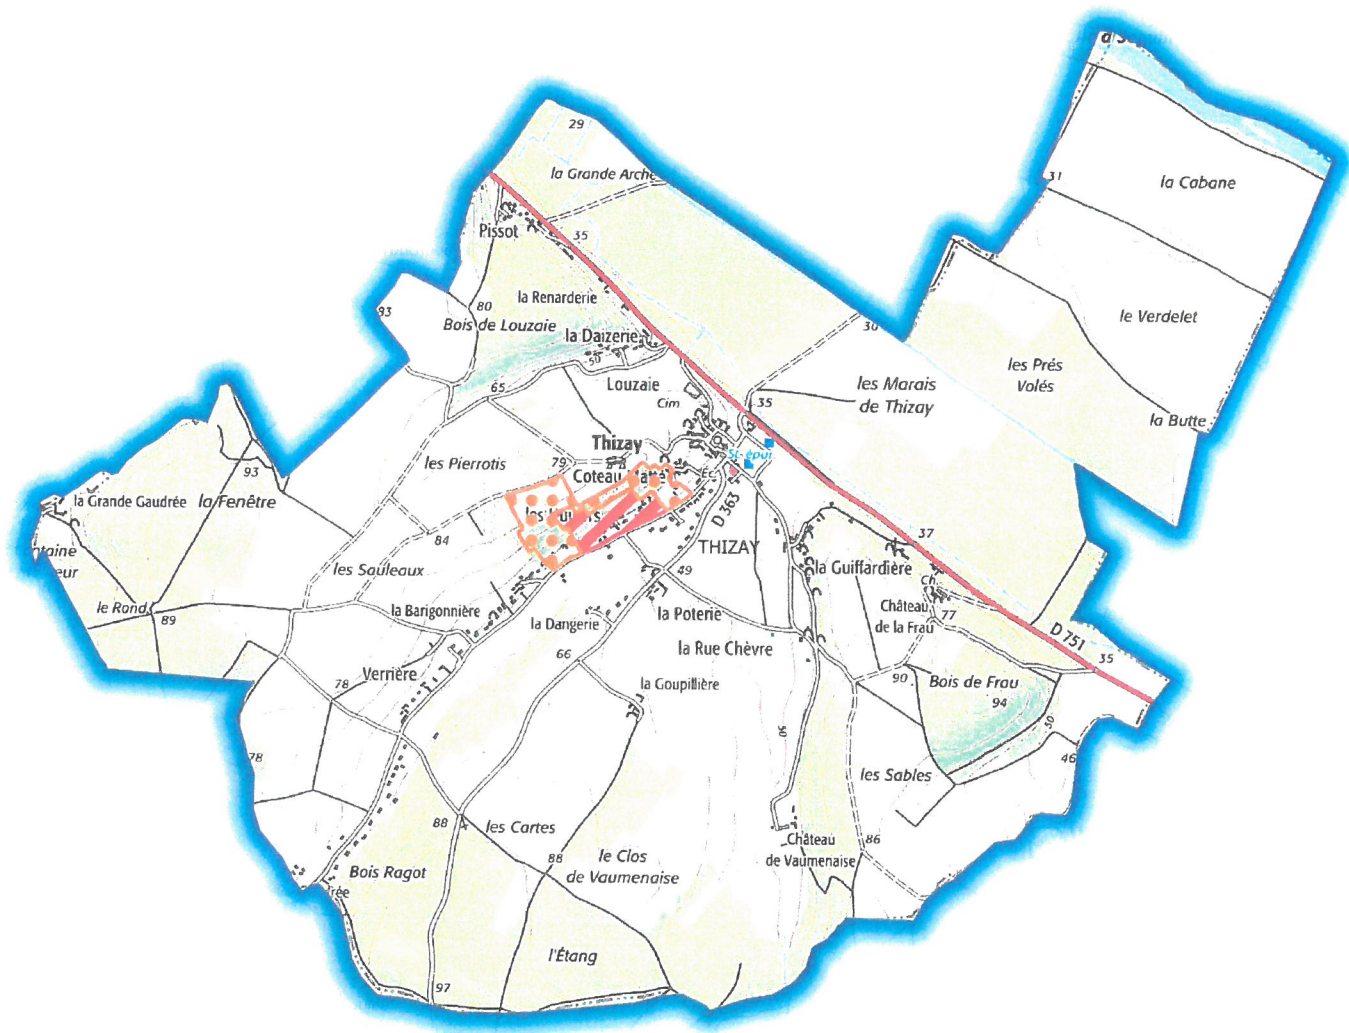 29
la Grande Arche
31
la Cabane
Pissot
35
la Renarderie
80
93
Bois de Louzaie
la Daizerie
30
le Verdelet
50
65
les Prés
Volés
Louzaie
les Marais
de Thizay
Cim
35
la Butte
Thizay
les Pierrotis
79
Coteau
93
la Grande Gaudrée
la Fenêtre
D 363
84
THIZAY
37
les Sauleaux
49
la Guiffardière
Ch.
le Rond
89
la Barigonnière
la Dangerie
la Poterie
Château
de la Frau
77
D 751
la Rue Chèvre
66
35
Verrière
la Goupillière
90
Bois de Frau
78
94
50
50
78
46
les Sables
88
les Cartes
86
Château
de Vaumenaise
88
le Clos
de Vaumenaise
Bois Ragot
l'Étang
97